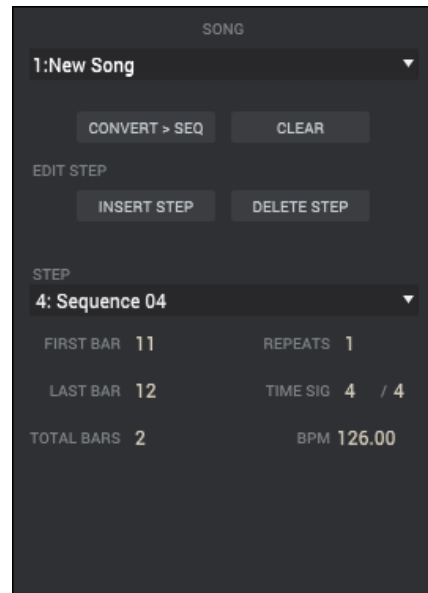 SONG
1:New Song
CONVERT > SEQ CLEAR
EDIT STEP
INSERT STEP DELETE STEP
STEP
4: Sequence 04
FIRST BAR 11 REPEATS 1
LAST BAR 12 TIME SIG 4 / 4
TOTAL BARS 2 BPM 126.00